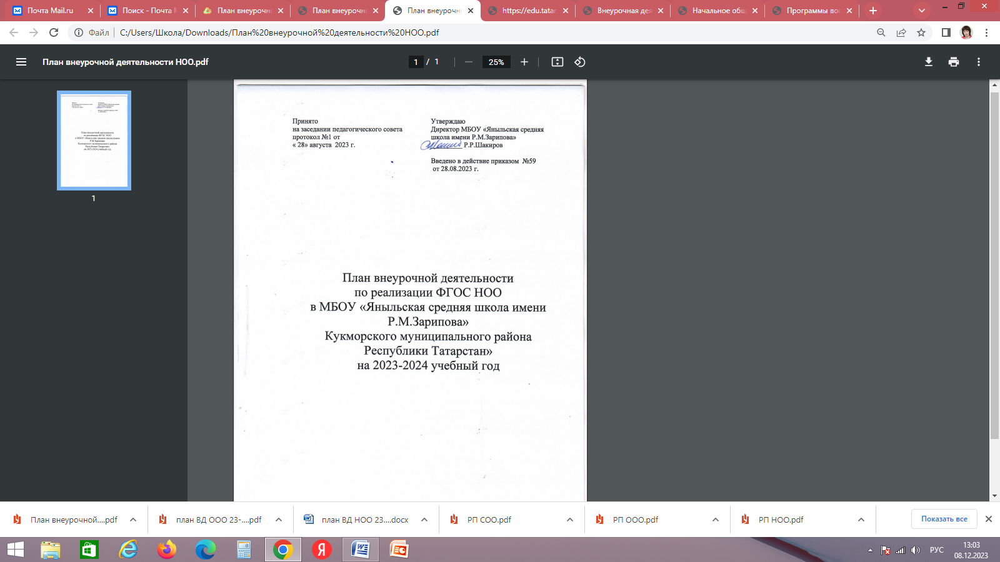 Почта Mail.ru
Поиск - Почта М
План внеурочно
План внеурочно
План внеурочно
https://edu.tatar.
Внеурочная дея
Начальное общ
Программы вос
Файл
C:/Users/Школа/Downloads/План%20внеурочной%20деятельности%20НОО.pdf
План внеурочной деятельности НОО.pdf
1 / 1
25%
1
Принято
на заседании педагогического совета
протокол №1 от
« 28» августа 2023 г.
Утверждаю
Директор МБОУ «Яныльская средняя
школа имени Р.М.Зарипова»
Р.Р.Шакиров
Введено в действие приказом №59
от 28.08.2023 г.
План внеурочной деятельности
по реализации ФГОС НОО
в МБОУ «Яныльская средняя школа имени
Р.М.Зарипова»
Кукморского муниципального района
Республики Татарстан»
на 2023-2024 учебный год
План внеурочной....pdf
план ВД ООО 23-....pdf
план ВД НОО 23....docx
РП СОО.pdf
РП ООО.pdf
РП НОО.pdf
Показать все
РУС
13:03
08.12.2023